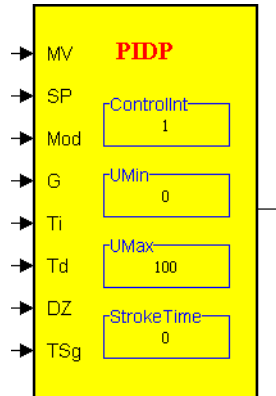 MV PIDP
SP ControlInt
Mod 1
G UMin
0
Ti
Td UMax
100
DZ StrokeTime
TSg 0